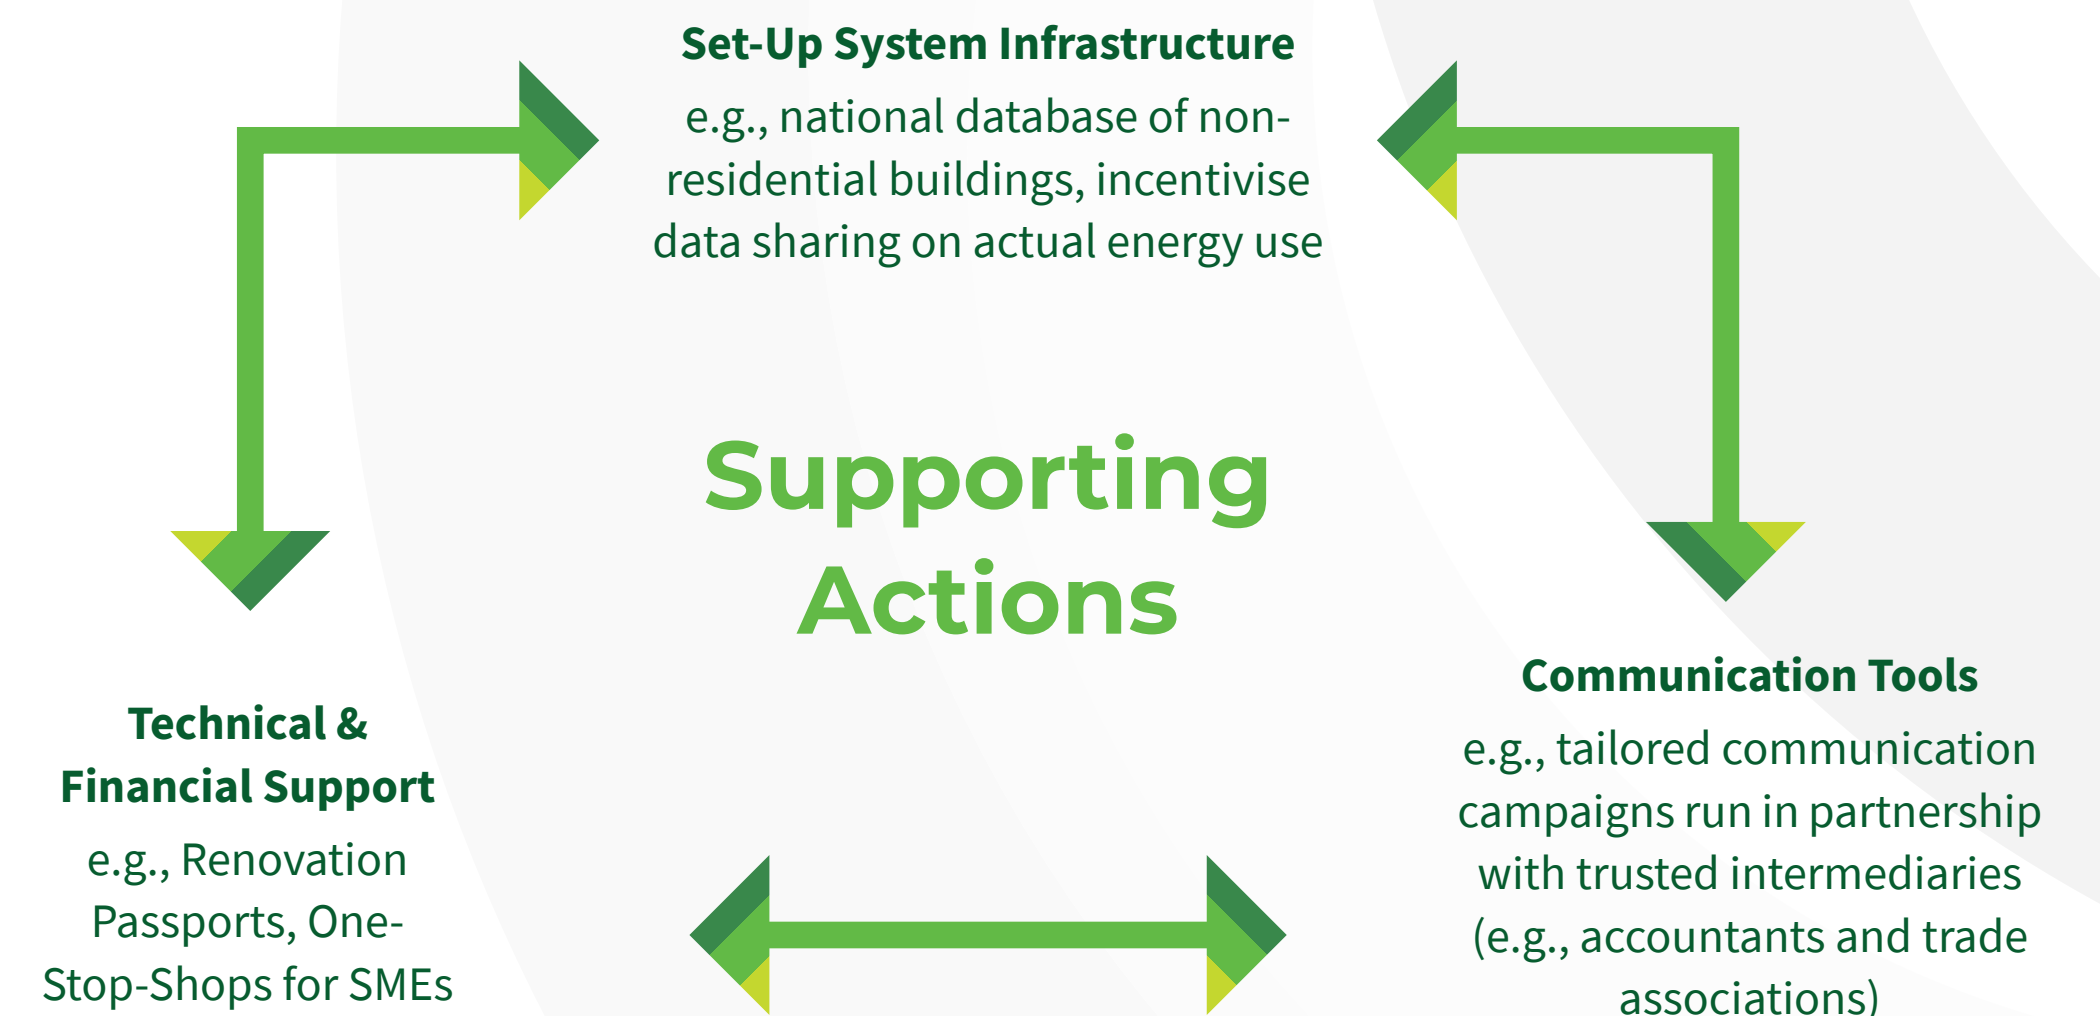 Set-Up System Infrastructure
e.g., national database of non-
residential buildings, incentivise
data sharing on actual energy use
Supporting
Actions
Technical &
Financial Support
e.g., Renovation
Passports, One-
Stop-Shops for SMEs
Communication Tools
e.g., tailored communication
campaigns run in partnership
with trusted intermediaries
(e.g., accountants and trade
associations)